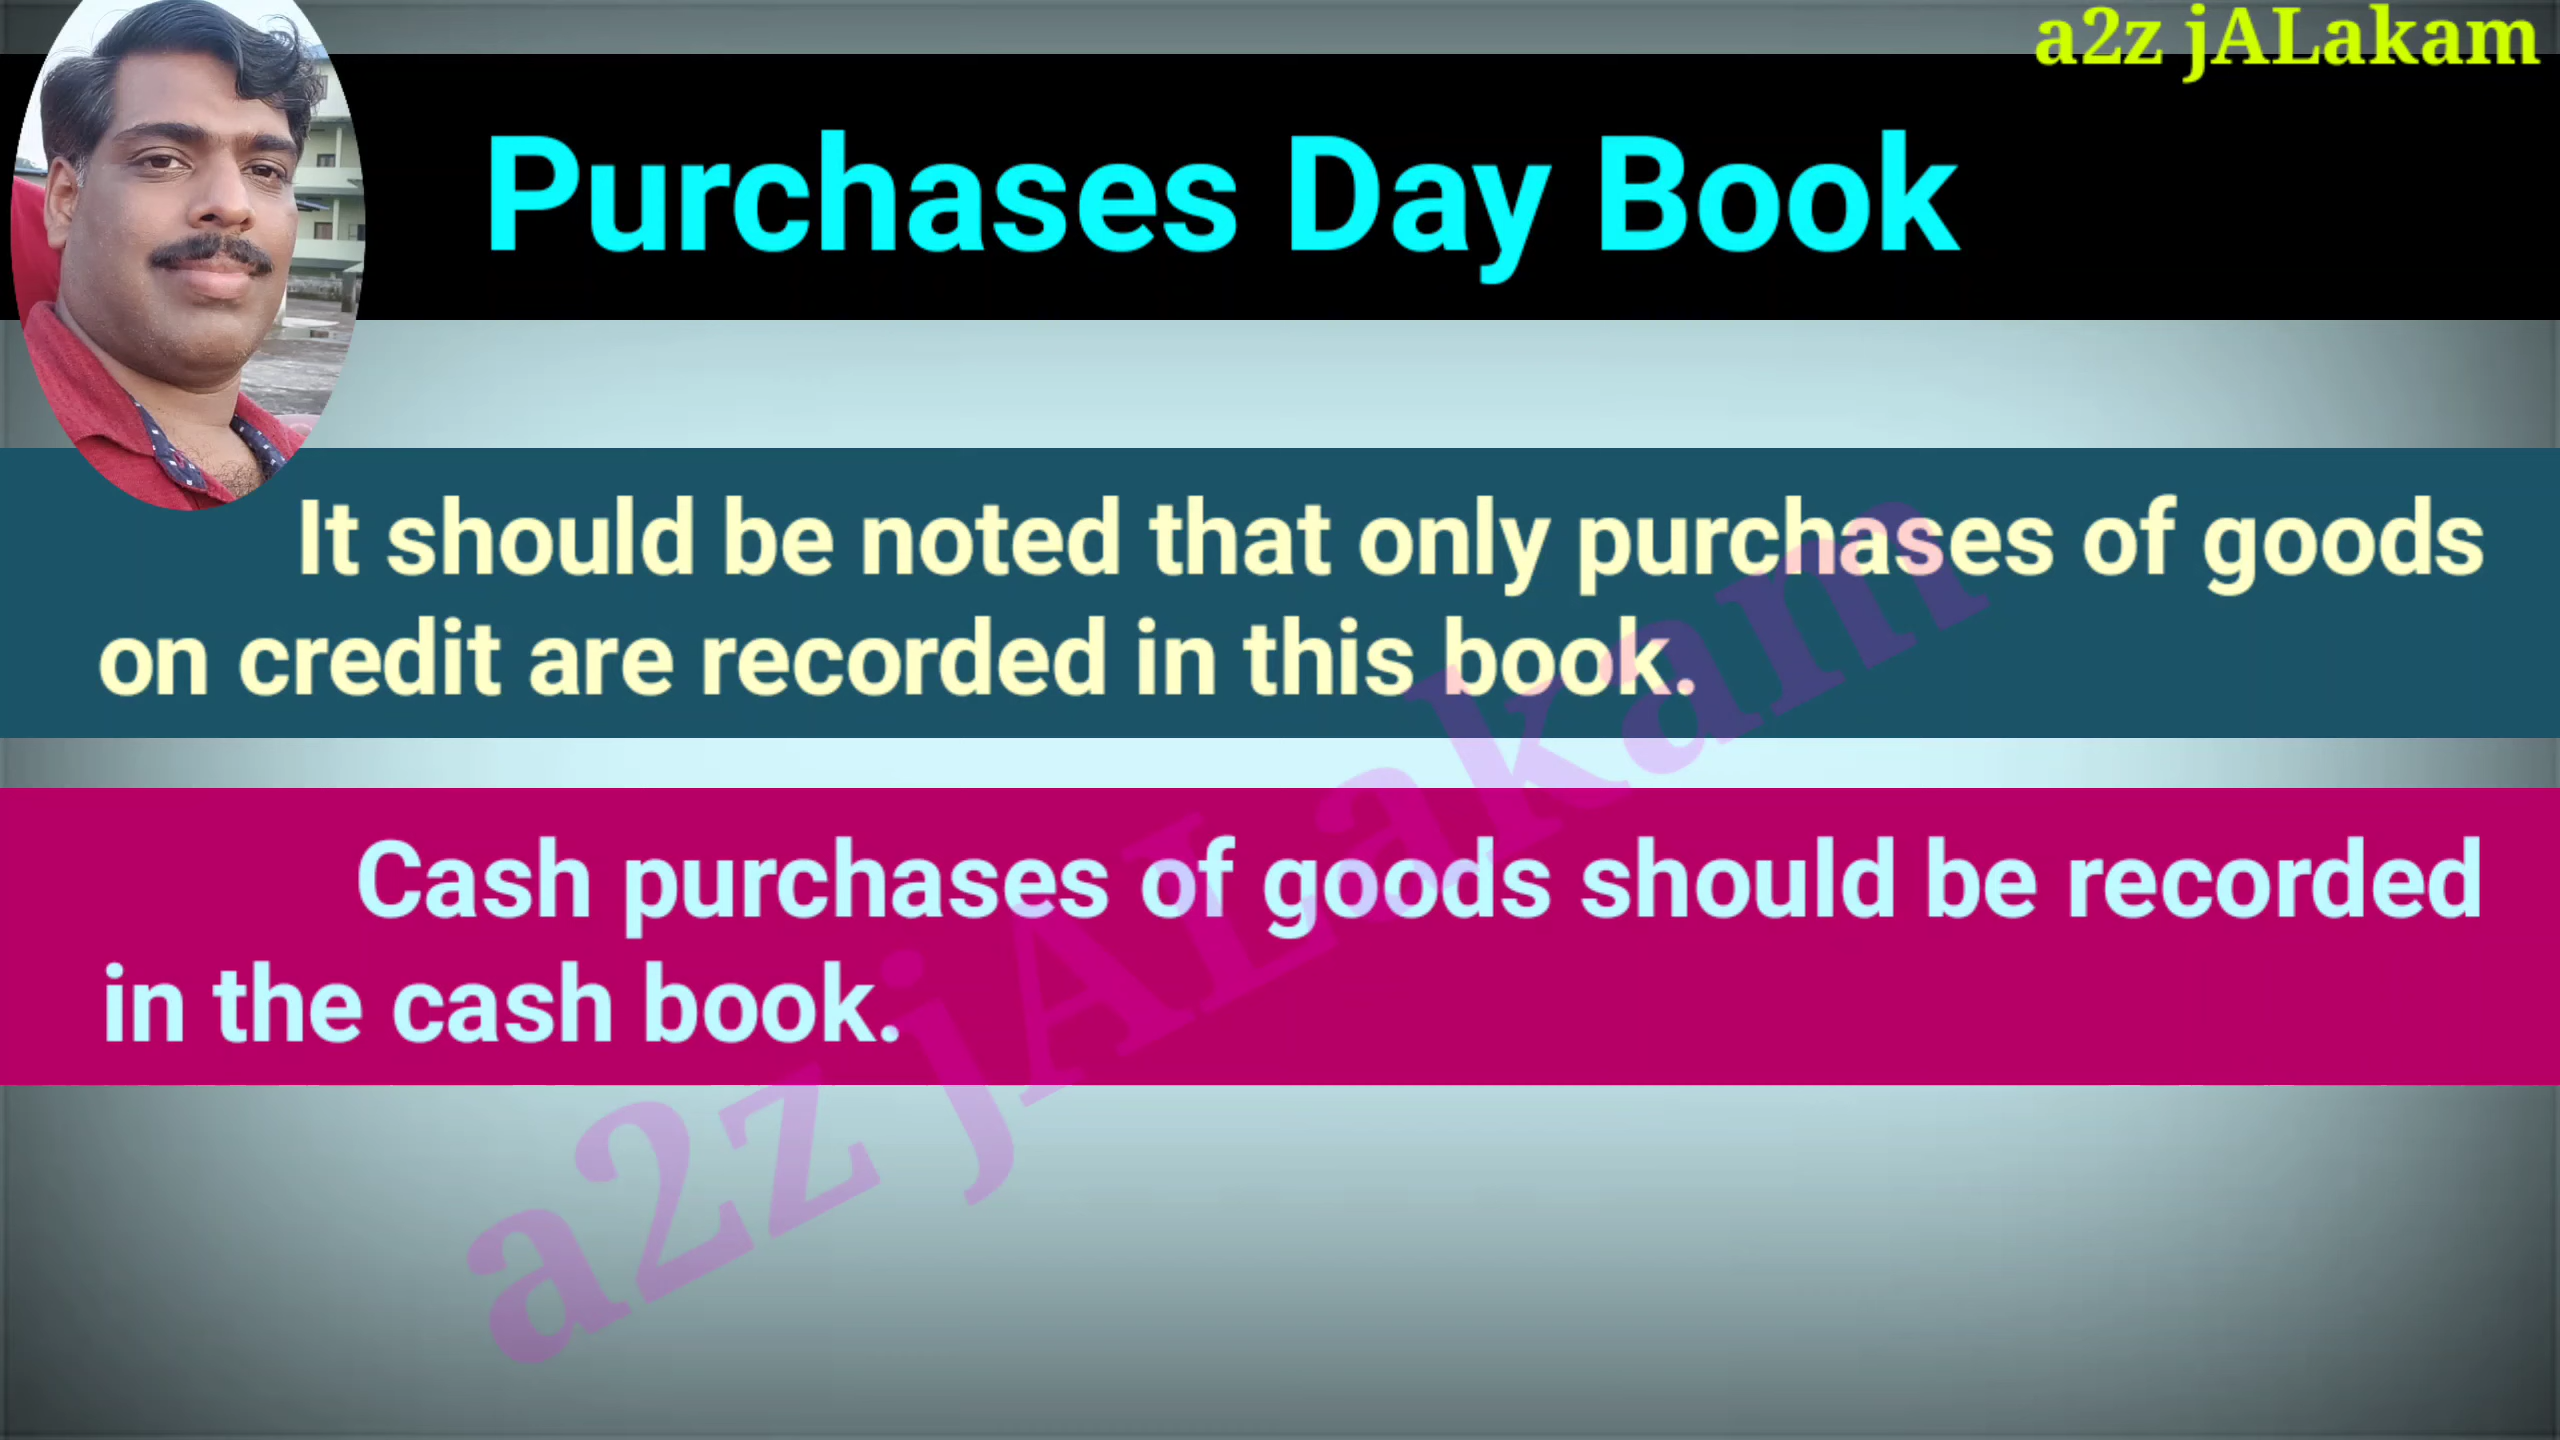 a2z jALakam
Purchases Day Book
It should be noted that only purchases of goods
on credit are recorded in this book.
Cash purchases of goods should be recorded
in the cash book.
a2z jALakam